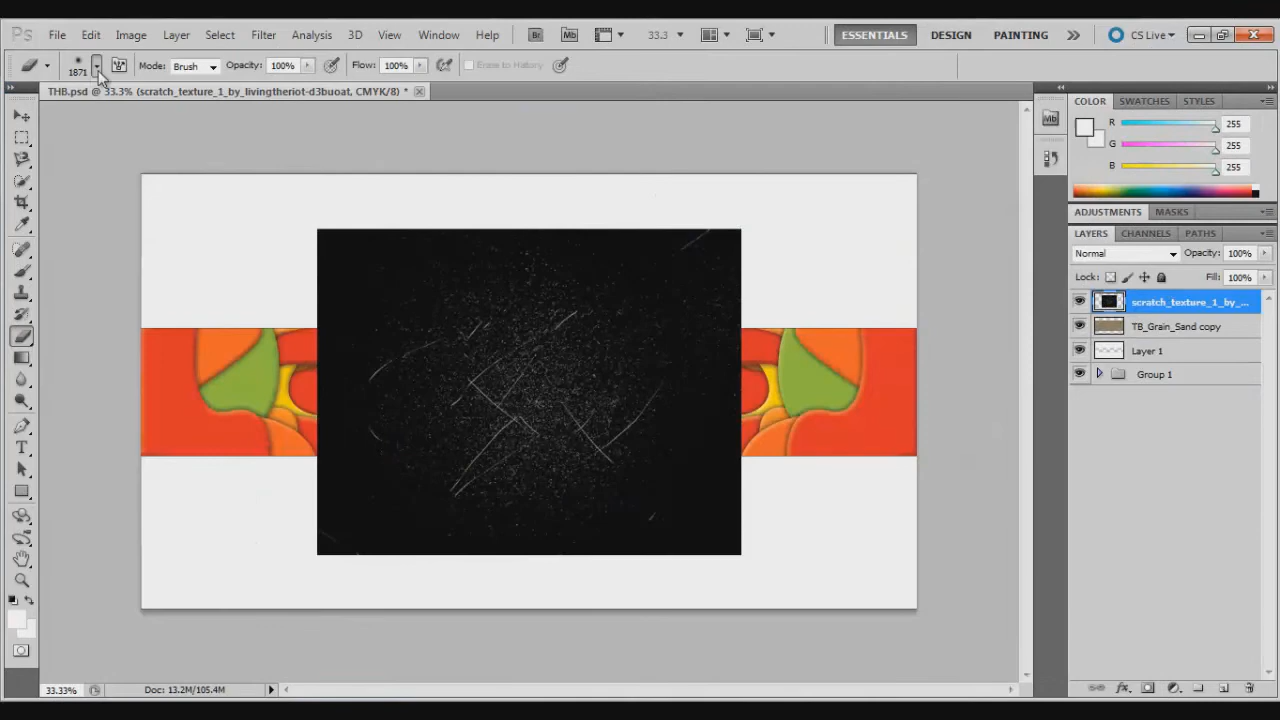 Ps File Edit Image Layer Select Filter Analysis 3D View Window Help Br Mb 33.3 ESSENTIALS DESIGN PAINTING CS Live
1871 Mode: Brush Opacity: 100% Flow: 100% Erase to History
THB.psd @ 33.3% (scratch_texture_1_by_livingtheriot-d3buoat, CMYK/8) *
COLOR SWATCHES STYLES
Mb
R 255
G 255
B 255
ADJUSTMENTS MASKS
LAYERS CHANNELS PATHS
Normal Opacity: 100%
Lock: Fill: 100%
scratch_texture_1_by_...
TB_Grain_Sand copy
Layer 1
Group 1
T
33.33% Doc: 13.2M/105.4M
fx